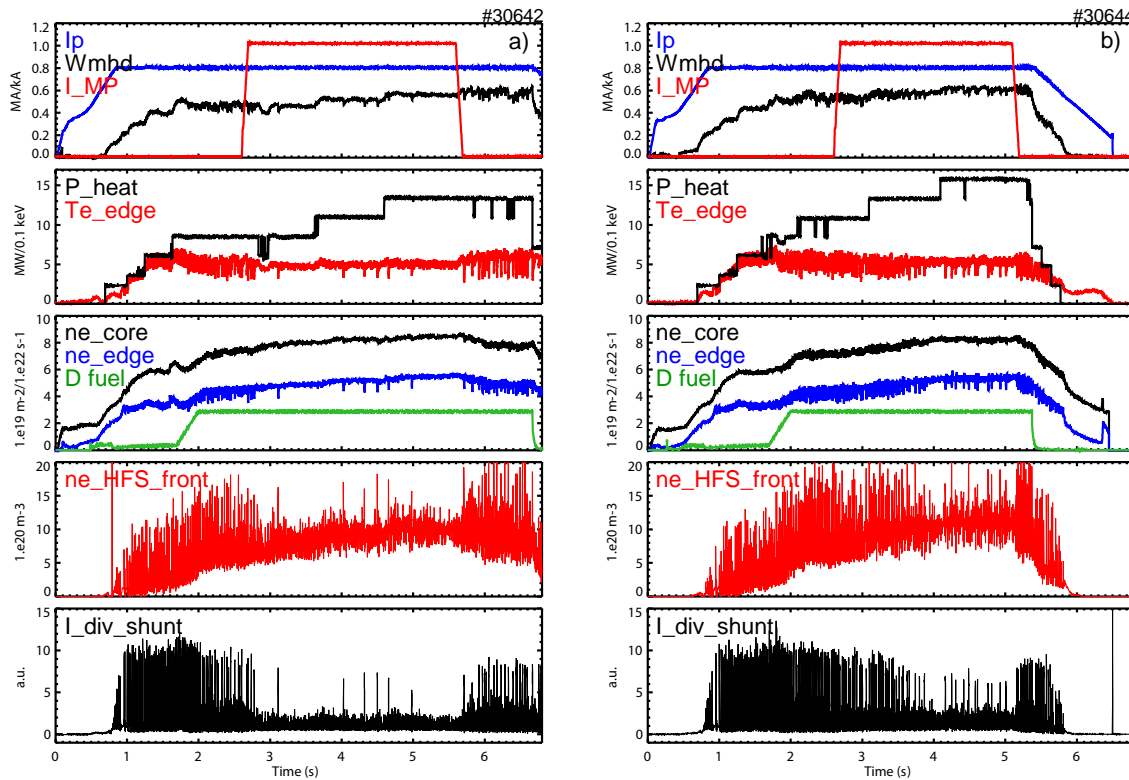 #30642
a)
Ip
Wmhd
I_MP
MA/kA
1.2
1.0
0.8
0.6
0.4
0.2
0.0
P_heat
Te_edge
MW/0.1 keV
15
10
5
0
ne_core
ne_edge
D fuel
1.e19 m-2/1.e22 s-1
10
8
6
4
2
0
ne_HFS_front
1.e20 m-3
20
15
10
5
0
I_div_shunt
a.u.
15
10
5
0
0 1 2 3 4 5 6
Time (s)
#30644
b)
Ip
Wmhd
I_MP
MA/kA
1.2
1.0
0.8
0.6
0.4
0.2
0.0
P_heat
Te_edge
MW/0.1 keV
15
10
5
0
ne_core
ne_edge
D fuel
1.e19 m-2/1.e22 s-1
10
8
6
4
2
0
ne_HFS_front
1.e20 m-3
20
15
10
5
0
I_div_shunt
a.u.
15
10
5
0
0 1 2 3 4 5 6
Time (s)